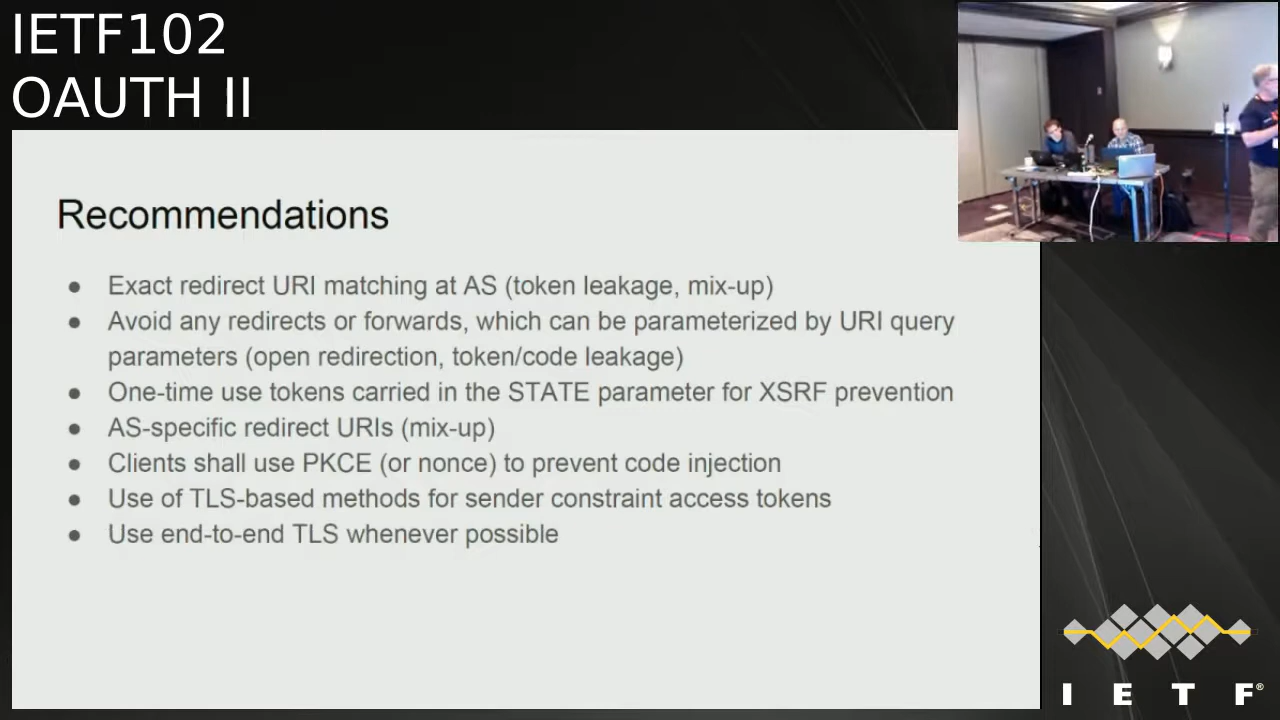 IETF102
OAUTH II
Recommendations
● Exact redirect URI matching at AS (token leakage, mix-up)
● Avoid any redirects or forwards, which can be parameterized by URI query
parameters (open redirection, token/code leakage)
● One-time use tokens carried in the STATE parameter for XSRF prevention
● AS-specific redirect URIs (mix-up)
● Clients shall use PKCE (or nonce) to prevent code injection
● Use of TLS-based methods for sender constraint access tokens
● Use end-to-end TLS whenever possible
I E T F®